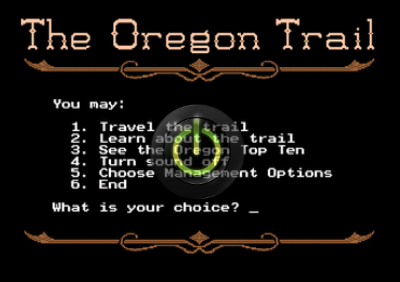 The Oregon Trail
You may:
1. Travel the trail
2. Learn about the trail
3. See the Oregon Top Ten
4. Turn sound off
5. Choose Management Options
6. End
What is your choice? _